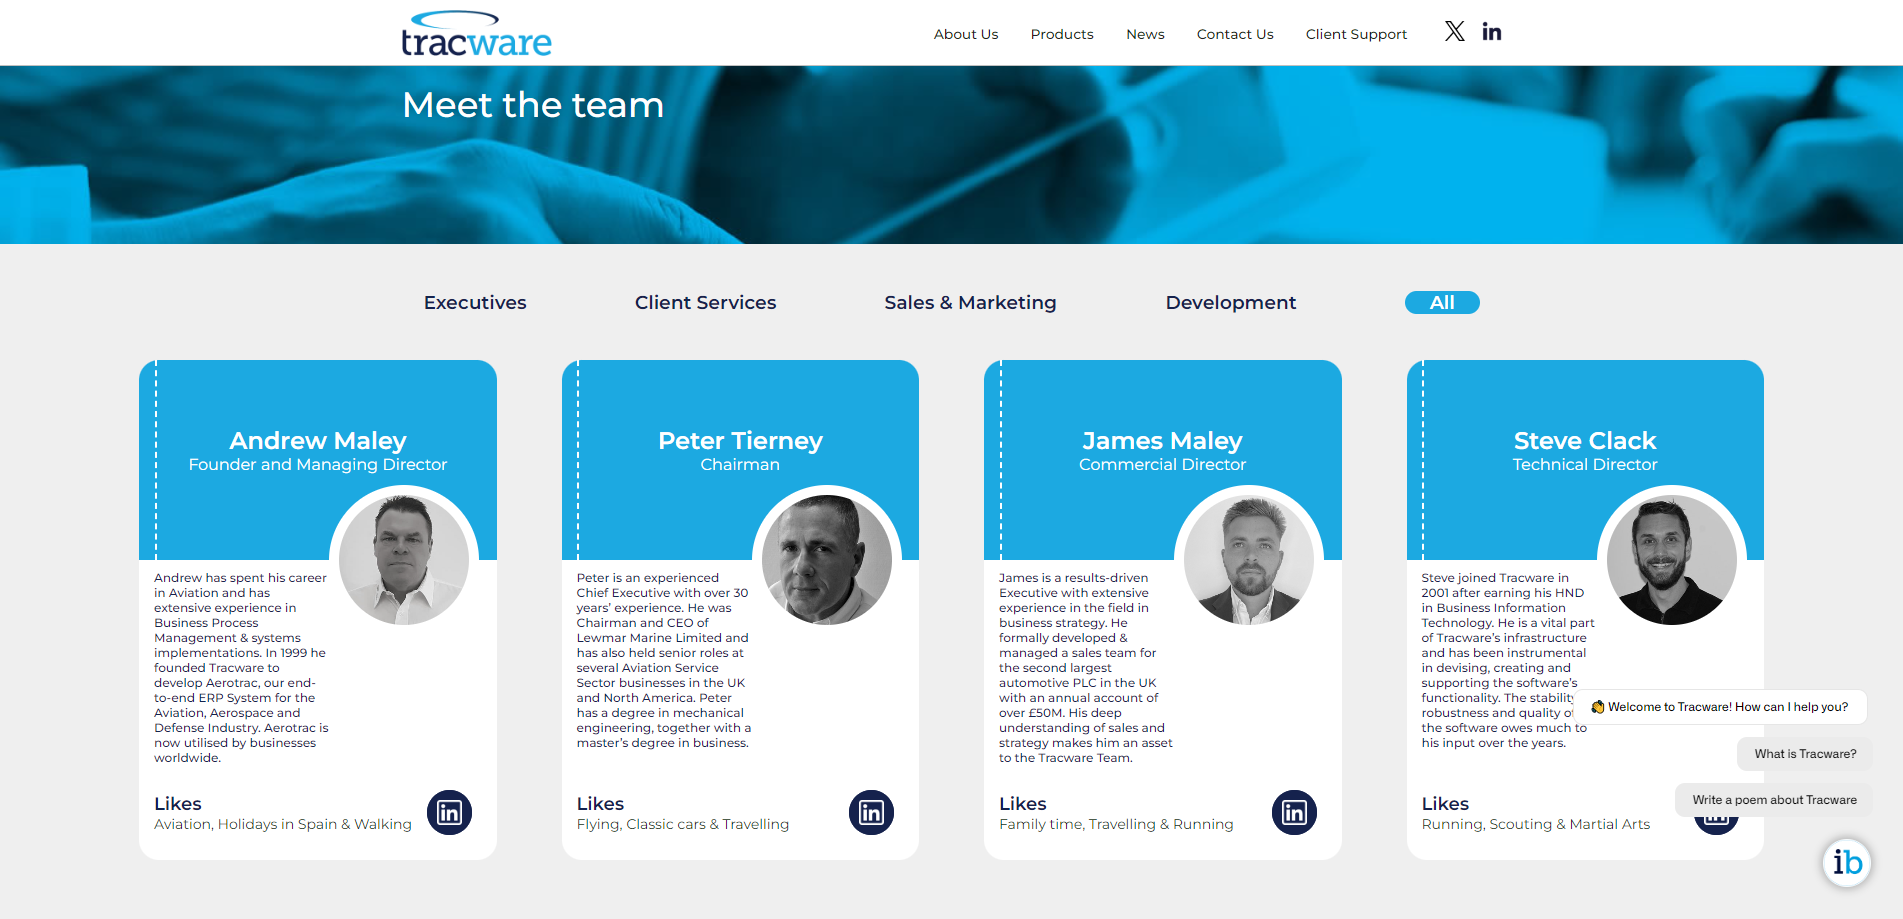 tracware
About Us
Products
News
Contact Us
Client Support
Meet the team
Executives
Client Services
Sales & Marketing
Development
All
Andrew Maley
Founder and Managing Director
Andrew has spent his career
in Aviation and has
extensive experience in
Business Process
Management & systems
implementations. In 1999 he
founded Tracware to
develop Aerotrac, our end-
to-end ERP System for the
Aviation, Aerospace and
Defense Industry. Aerotrac is
now utilised by businesses
worldwide.
Likes
Aviation, Holidays in Spain & Walking
Peter Tierney
Chairman
Peter is an experienced
Chief Executive with over 30
years’ experience. He was
Chairman and CEO of
Lewmar Marine Limited and
has also held senior roles at
several Aviation Service
Sector businesses in the UK
and North America. Peter
has a degree in mechanical
engineering, together with a
master’s degree in business.
Likes
Flying, Classic cars & Travelling
James Maley
Commercial Director
James is a results-driven
Executive with extensive
experience in the field in
business strategy. He
formally developed &
managed a sales team for
the second largest
automotive PLC in the UK
with an annual account of
over £50M. His deep
understanding of sales and
strategy makes him an asset
to the Tracware Team.
Likes
Family time, Travelling & Running
Steve Clack
Technical Director
Steve joined Tracware in
2001 after earning his HND
in Business Information
Technology. He is a vital part
of Tracware’s infrastructure
and has been instrumental
in devising, creating and
supporting the software’s
functionality. The stability
robustness and quality of
the software owes much to
his input over the years.
Likes
Running, Scouting & Martial Arts
👏 Welcome to Tracware! How can I help you?
What is Tracware?
Write a poem about Tracware
ib